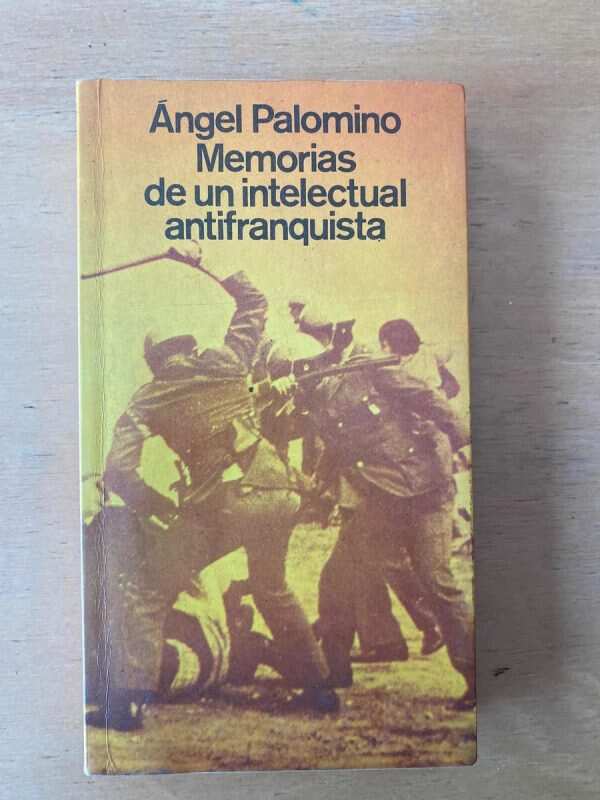 Ángel Palomino
Memorias
de un intelectual
antifranquista